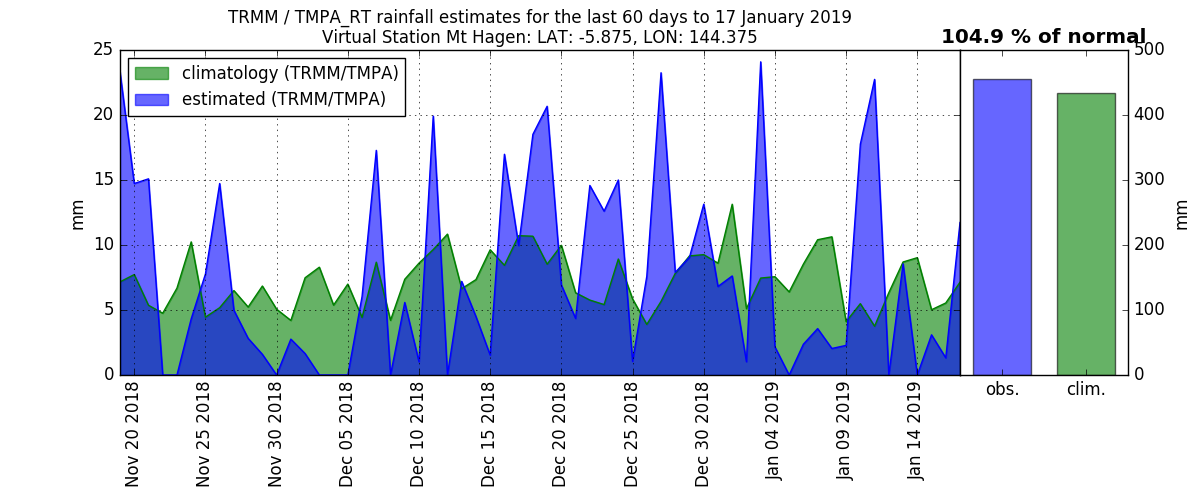 TRMM / TMPA_RT rainfall estimates for the last 60 days to 17 January 2019
Virtual Station Mt Hagen: LAT: -5.875, LON: 144.375
104.9 % of normal
climatology (TRMM/TMPA)
estimated (TRMM/TMPA)
25
20
15
10
5
0
mm
Nov 20 2018
Nov 25 2018
Nov 30 2018
Dec 05 2018
Dec 10 2018
Dec 15 2018
Dec 20 2018
Dec 25 2018
Dec 30 2018
Jan 04 2019
Jan 09 2019
Jan 14 2019
obs.
clim.
500
400
300
200
100
0
mm